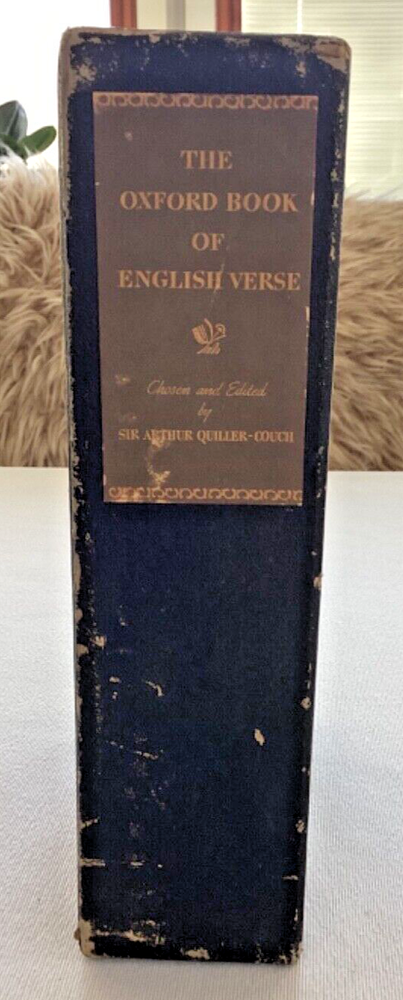 THE
OXFORD BOOK
OF
ENGLISH VERSE
Chosen and Edited
by
SIR ARTHUR QUILLER-COUCH